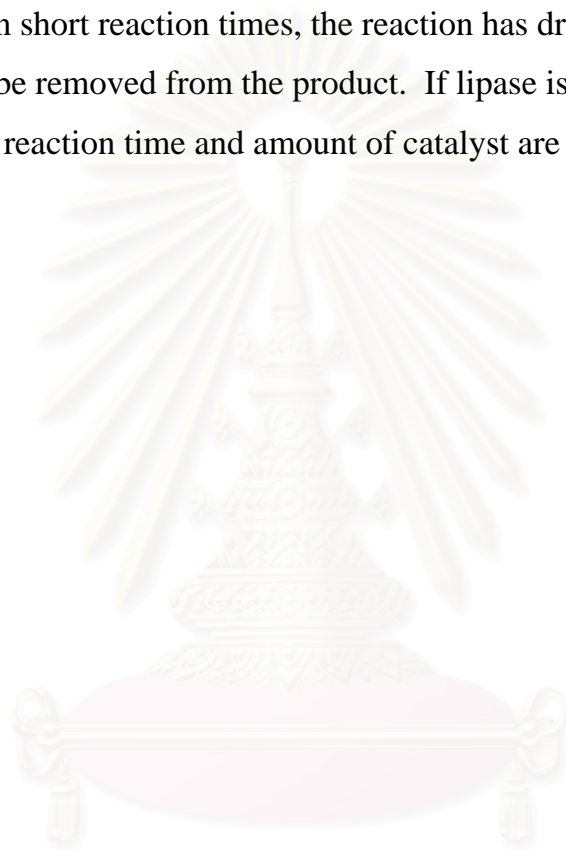 n short reaction times, the reaction has dr
be removed from the product.  If lipase is
reaction time and amount of catalyst are